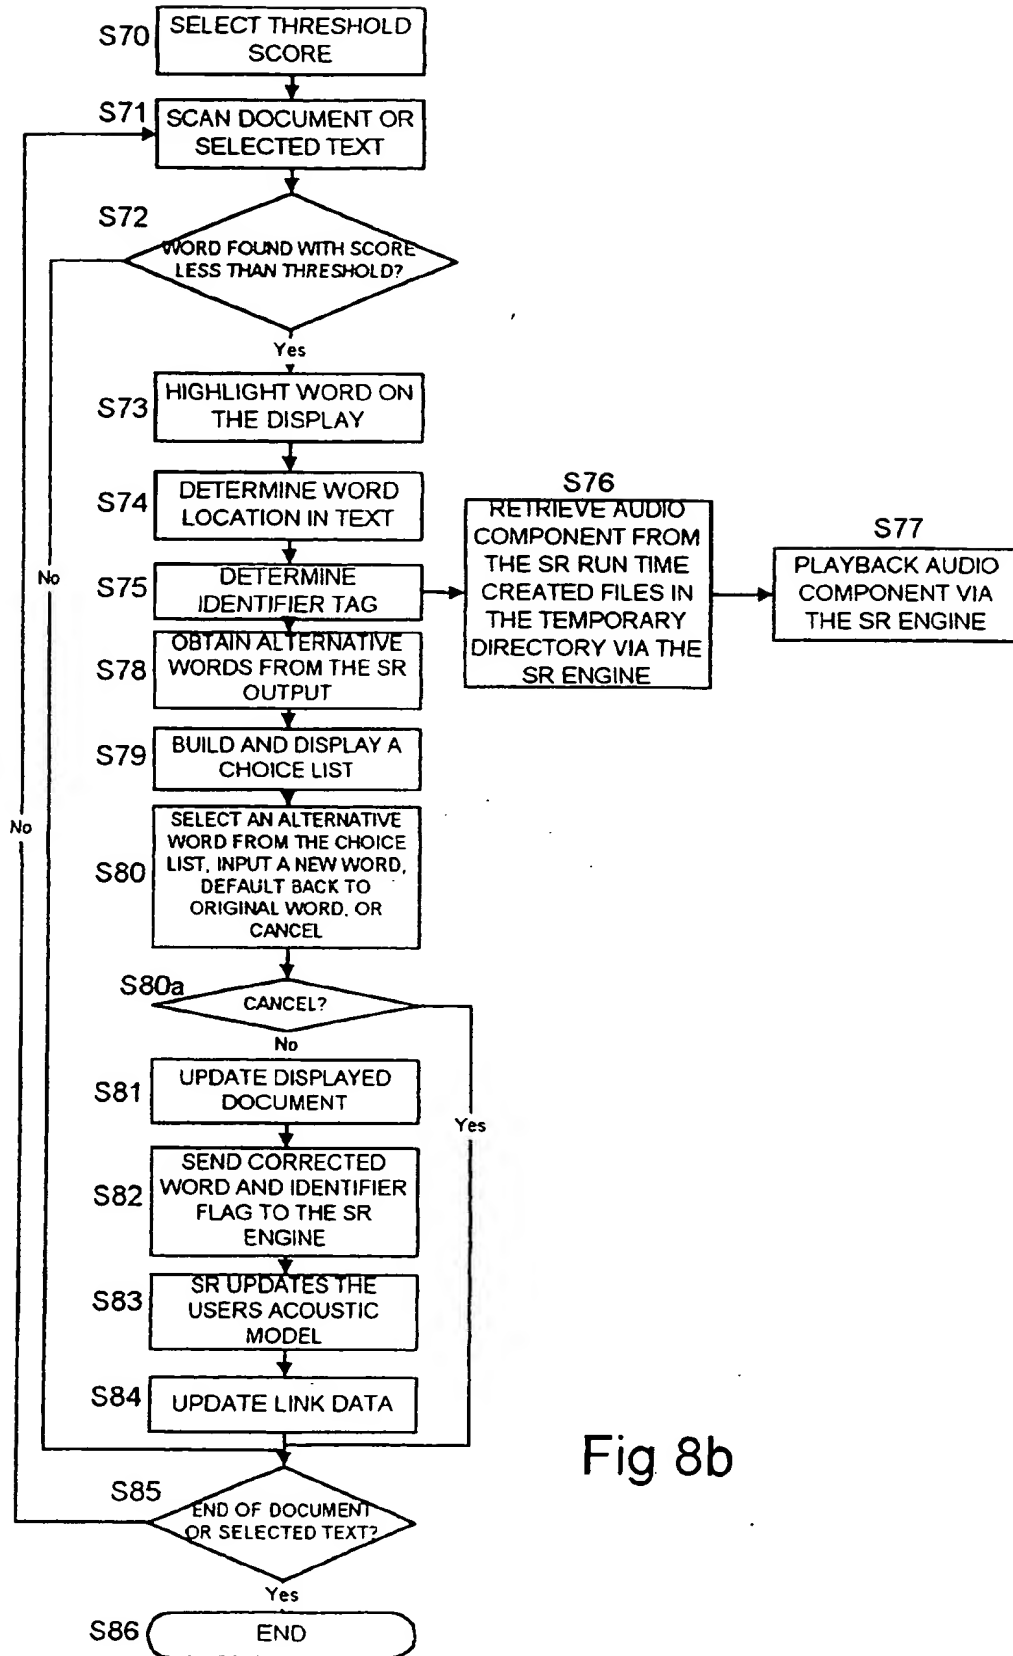 S70
SELECT THRESHOLD
SCORE
S71
SCAN DOCUMENT OR
SELECTED TEXT
S72
WORD FOUND WITH SCORE
LESS THAN THRESHOLD?
Yes
S73
HIGHLIGHT WORD ON
THE DISPLAY
S74
DETERMINE WORD
LOCATION IN TEXT
No
S75
DETERMINE
IDENTIFIER TAG
S76
RETRIEVE AUDIO
COMPONENT FROM
THE SR RUN TIME
CREATED FILES IN
THE TEMPORARY
DIRECTORY VIA THE
SR ENGINE
S77
PLAYBACK AUDIO
COMPONENT VIA
THE SR ENGINE
S78
OBTAIN ALTERNATIVE
WORDS FROM THE SR
OUTPUT
S79
BUILD AND DISPLAY A
CHOICE LIST
No
S80
SELECT AN ALTERNATIVE
WORD FROM THE CHOICE
LIST, INPUT A NEW WORD,
DEFAULT BACK TO
ORIGINAL WORD, OR
CANCEL
S80a
CANCEL?
No
S81
UPDATE DISPLAYED
DOCUMENT
Yes
S82
SEND CORRECTED
WORD AND IDENTIFIER
FLAG TO THE SR
ENGINE
S83
SR UPDATES THE
USERS ACOUSTIC
MODEL
S84
UPDATE LINK DATA
Fig 8b
S85
END OF DOCUMENT
OR SELECTED TEXT?
Yes
S86
END